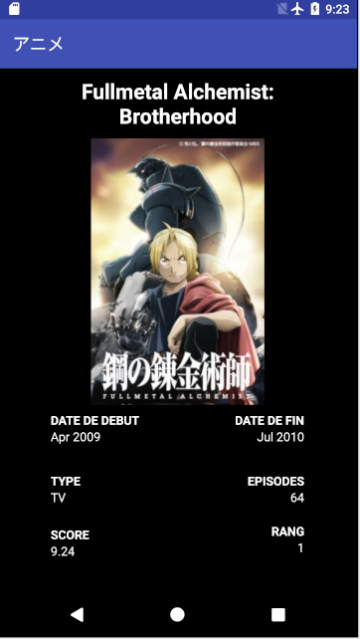 9:23
アニメ
Fullmetal Alchemist:
Brotherhood
鋼の錬金術師
FULLMETAL ALCHEMIST
DATE DE DEBUT DATE DE FIN
Apr 2009 Jul 2010
TYPE EPISODES
TV 64
SCORE RANG
9.24 1